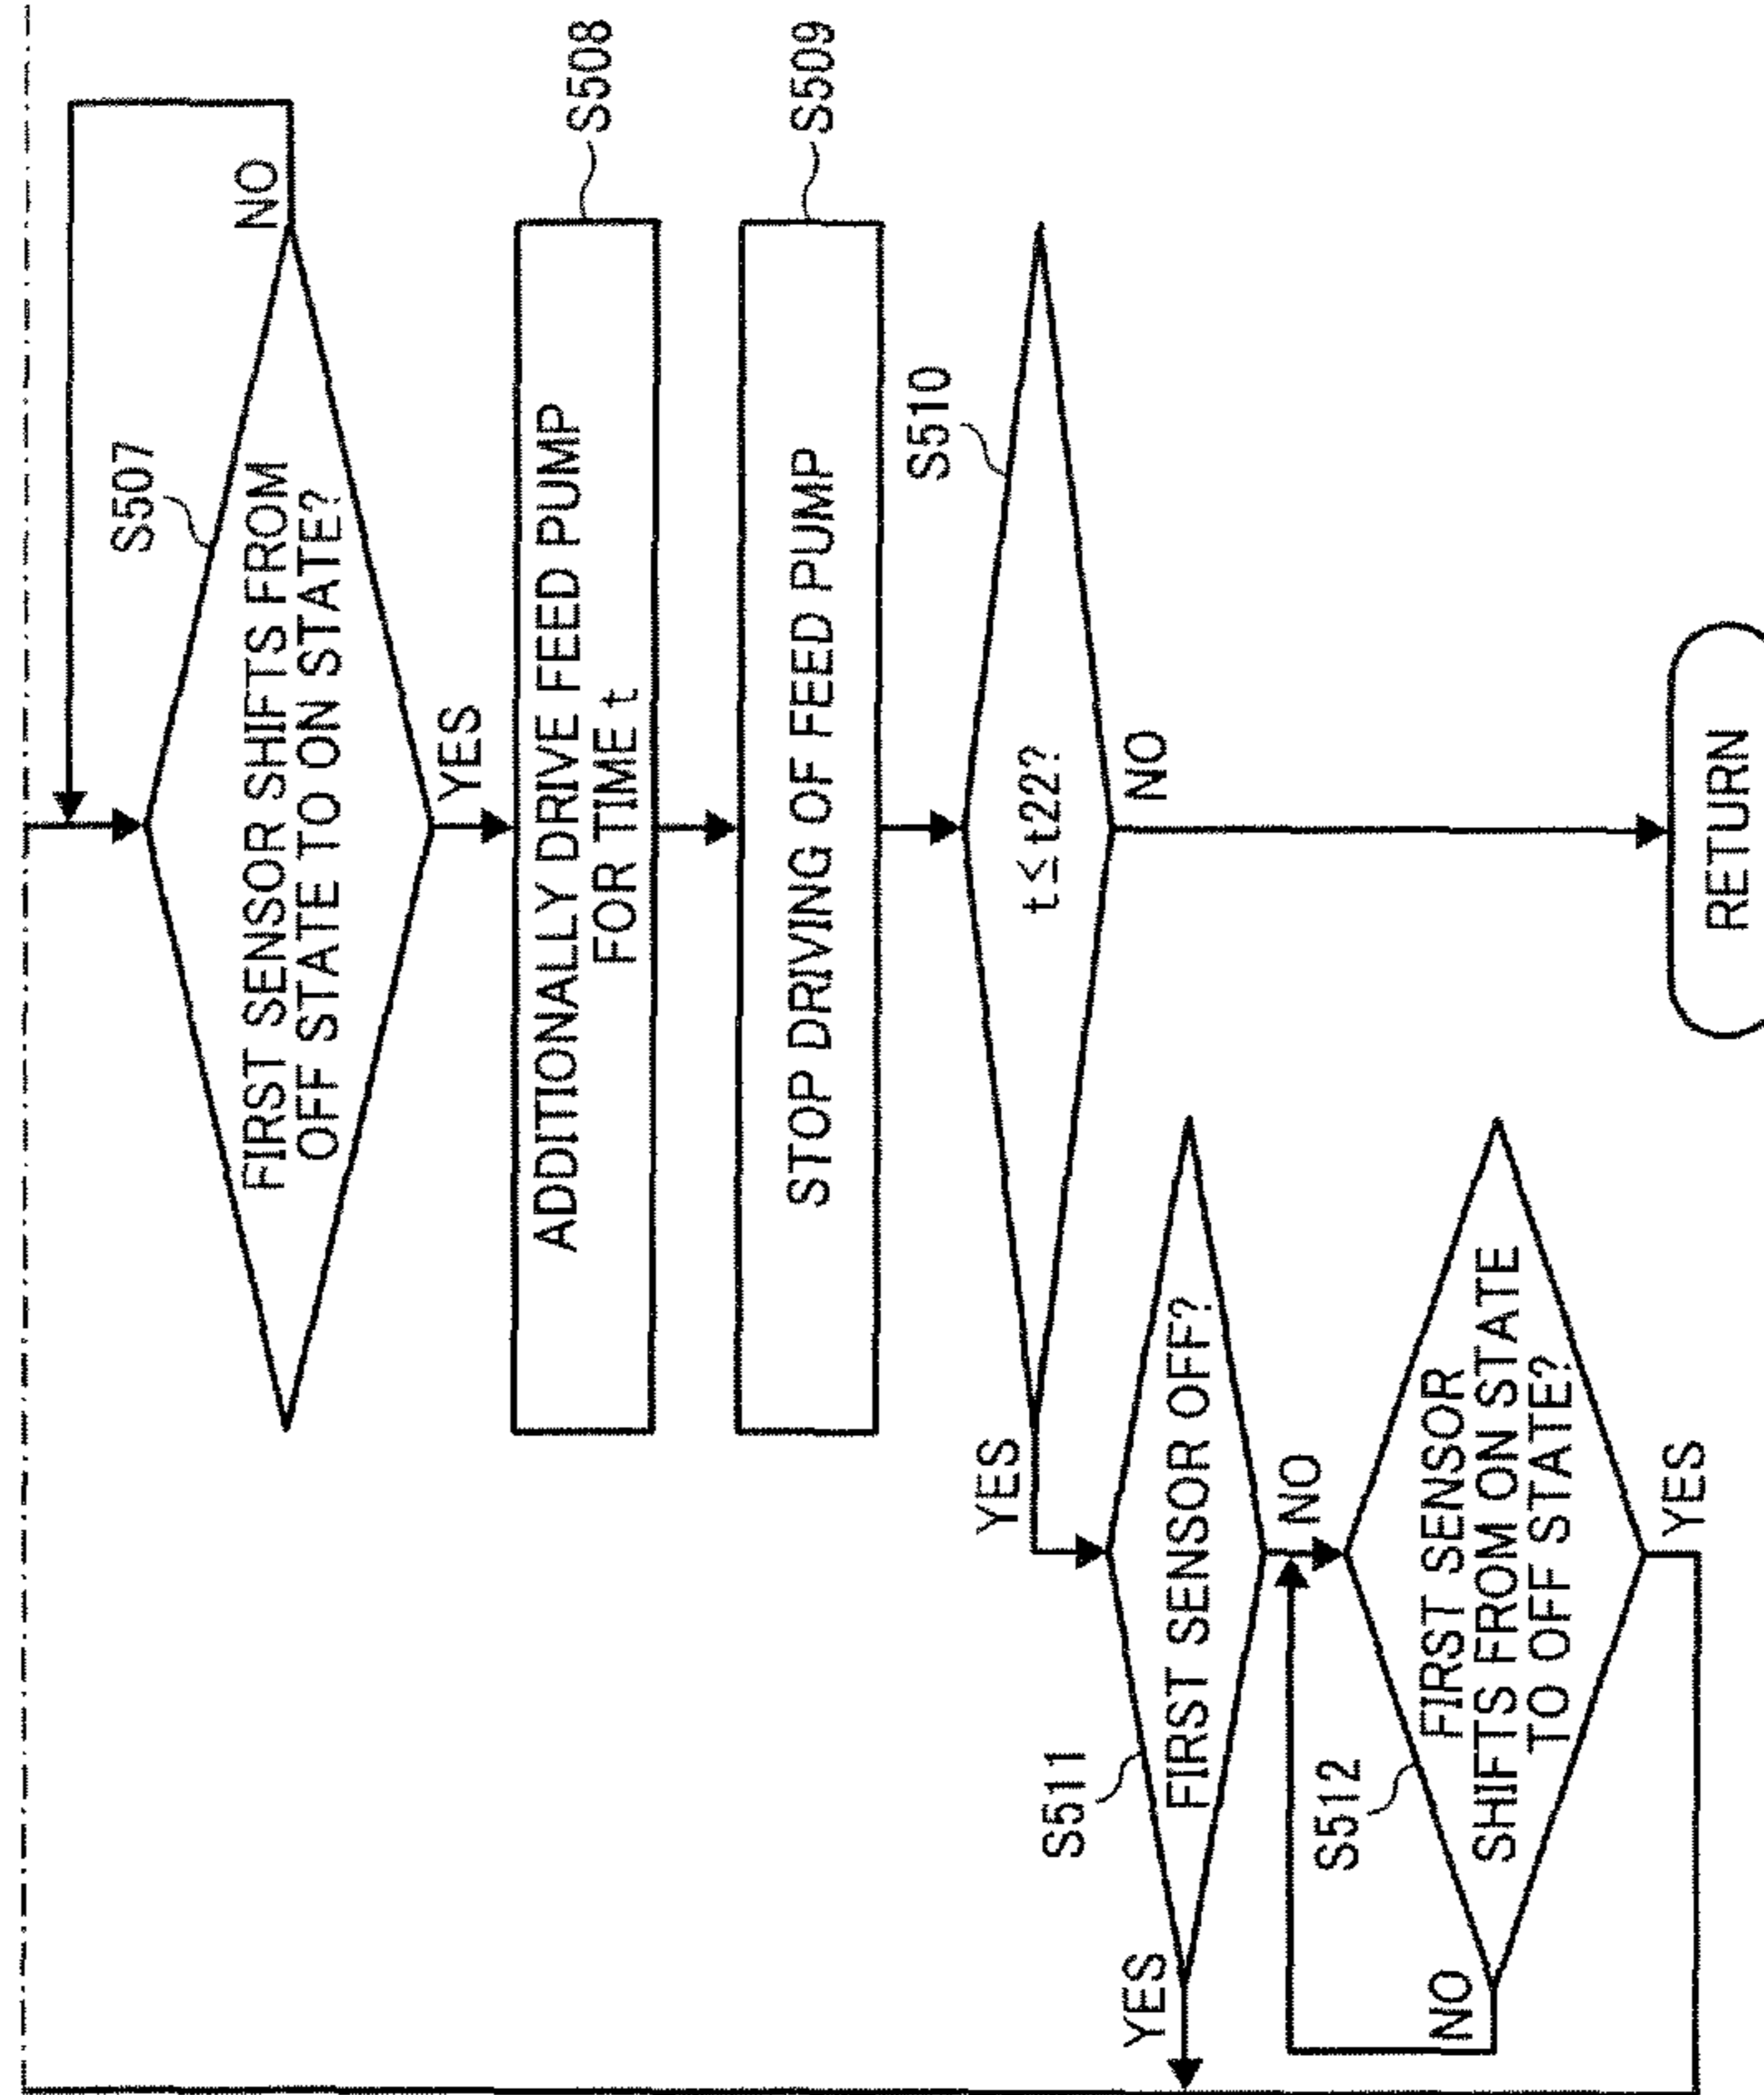 S507
FIRST SENSOR SHIFTS FROM
OFF STATE TO ON STATE?
NO
YES
S508
ADDITIONALLY DRIVE FEED PUMP
FOR TIME t
S509
STOP DRIVING OF FEED PUMP
S510
t≤t22?
YES
NO
S511
FIRST SENSOR OFF?
YES
NO
S512
FIRST SENSOR
SHIFTS FROM ON STATE
TO OFF STATE?
NO
YES
RETURN